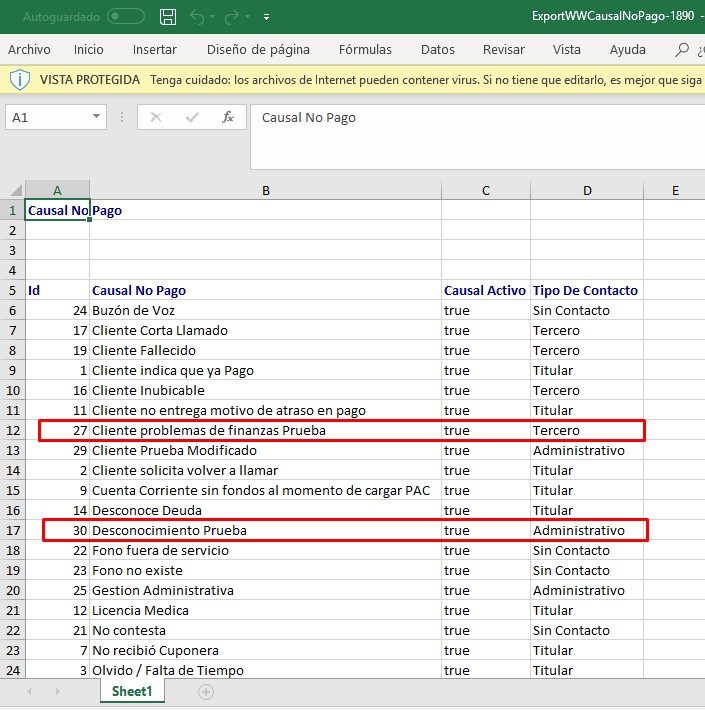 Autoguardado ExportWWCausalNoPago-1890 -
Archivo Inicio Insertar Diseño de página Fórmulas Datos Revisar Vista Ayuda
VISTA PROTEGIDA Tenga cuidado: los archivos de Internet pueden contener virus. Si no tiene que editarlo, es mejor que siga
A1 fx Causal No Pago
A B C D E
1 Causal No Pago
2
3
4
5 Id Causal No Pago Causal Activo Tipo De Contacto
6 24 Buzón de Voz true Sin Contacto
7 17 Cliente Corta Llamado true Tercero
8 19 Cliente Fallecido true Tercero
9 1 Cliente indica que ya Pago true Titular
10 16 Cliente Inubicable true Tercero
11 11 Cliente no entrega motivo de atraso en pago true Titular
12 27 Cliente problemas de finanzas Prueba true Tercero
13 29 Cliente Prueba Modificado true Administrativo
14 2 Cliente solicita volver a llamar true Titular
15 9 Cuenta Corriente sin fondos al momento de cargar PAC true Titular
16 14 Desconoce Deuda true Titular
17 30 Desconocimiento Prueba true Administrativo
18 22 Fono fuera de servicio true Sin Contacto
19 23 Fono no existe true Sin Contacto
20 25 Gestion Administrativa true Administrativo
21 12 Licencia Medica true Titular
22 21 No contesta true Sin Contacto
23 7 No recibió Cuponera true Titular
24 3 Olvido / Falta de Tiempo true Titular
Sheet1